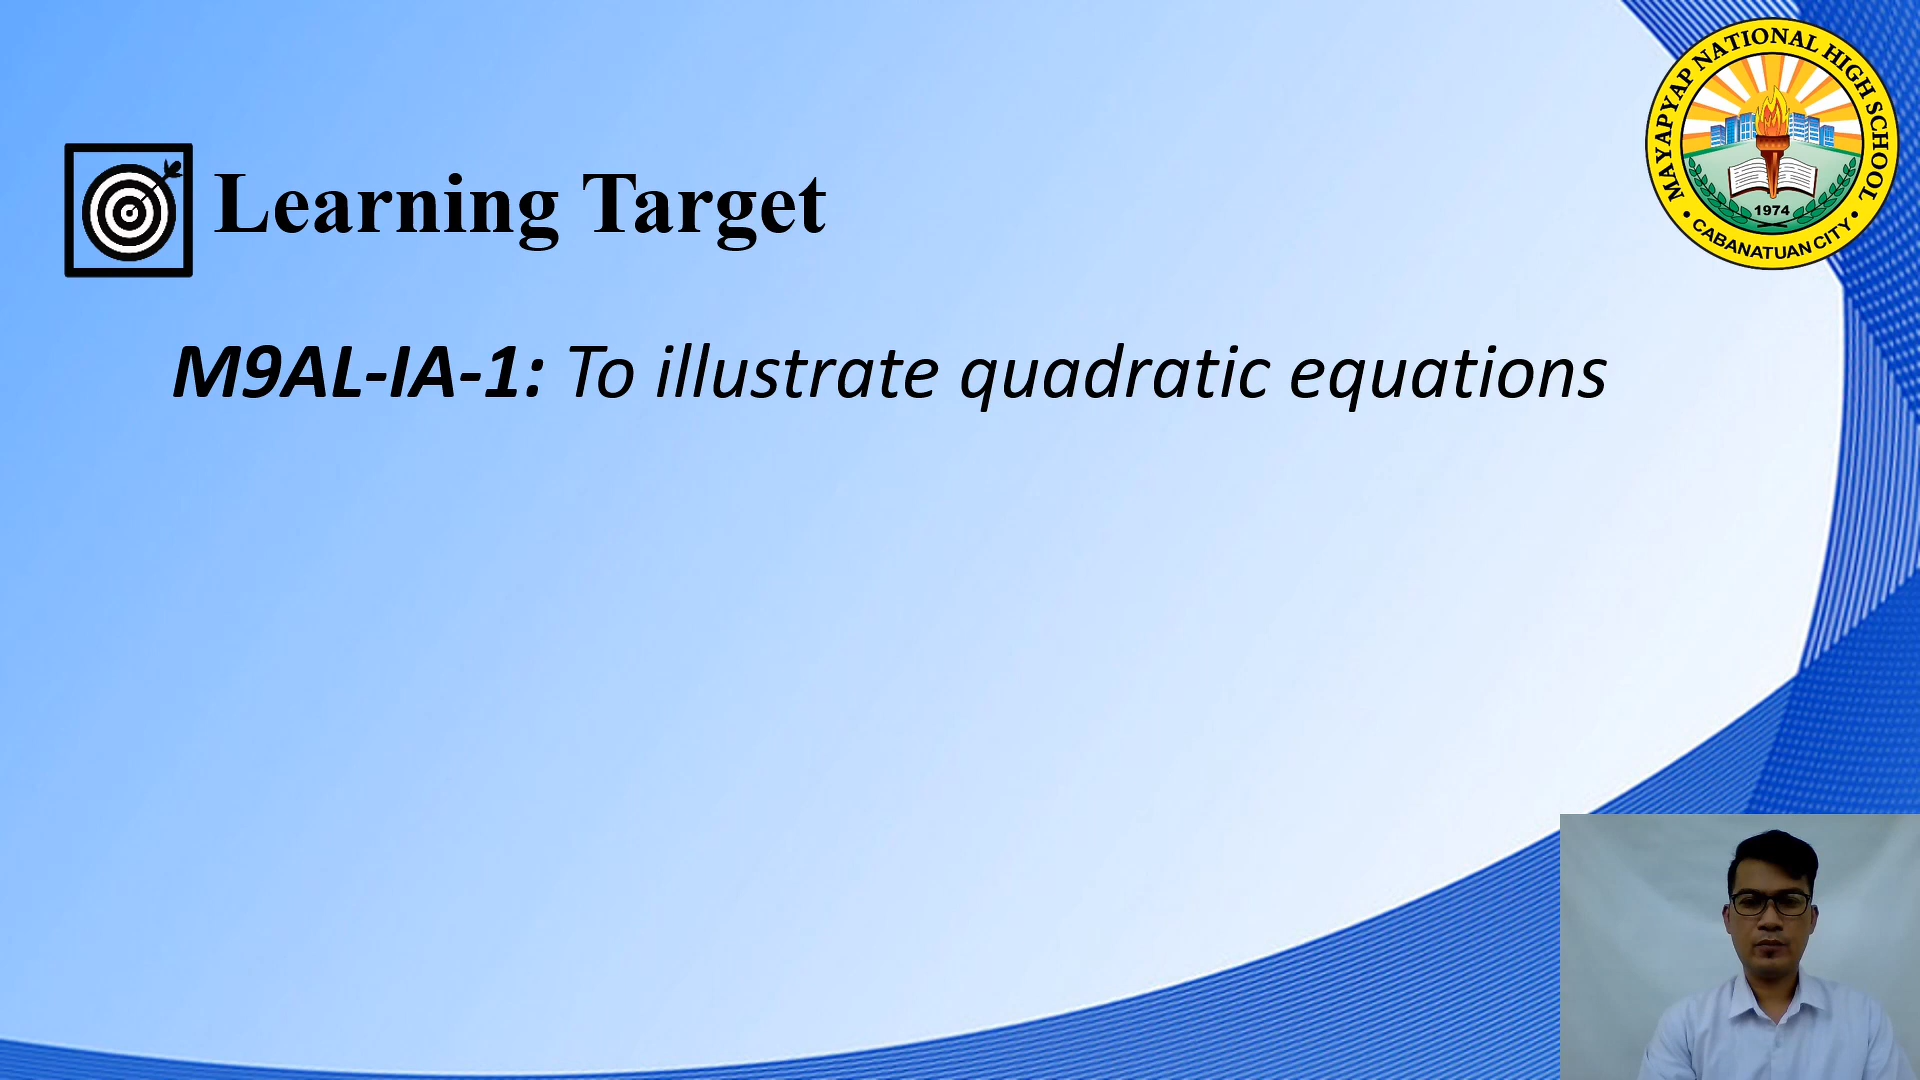 MAYAPYAP NATIONAL HIGH SCHOOL
1974
• CABANATUAN CITY •
Learning Target
M9AL-IA-1: To illustrate quadratic equations